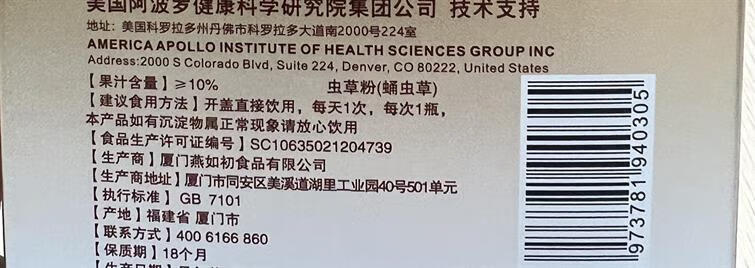 美国阿波罗健康科学研究院集团公司 技术支持
地址:美国科罗拉多州丹佛市科罗拉多大道南2000号224室
AMERICA APOLLO INSTITUTE OF HEALTH SCIENCES GROUP INC
Address:2000 S Colorado Blvd, Suite 224, Denver, CO 80222, United States
【果汁含量】≥10% 虫草粉(蛹虫草)
【建议食用方法】开盖直接饮用，每天1次，每次1瓶，
本产品如有沉淀物属正常现象请放心饮用
【食品生产许可证编号】SC10635021204739
【生产商】厦门燕如初食品有限公司
【生产商地址】厦门市同安区美溪道湖里工业园40号501单元
【执行标准】GB 7101
【产地】福建省 厦门市
【联系方式】400 6166 860
【保质期】18个月
【生产日期】
9737811940305